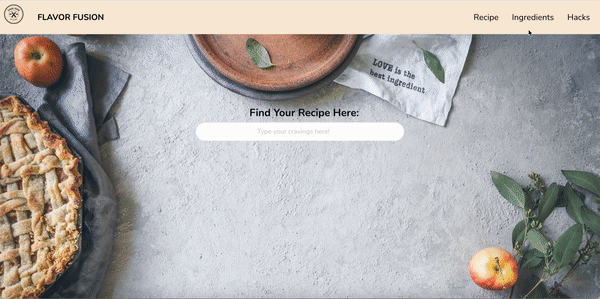 FLAVOR FUSION
Recipe Ingredients Hacks
LOVE is the
best ingredient
Find Your Recipe Here:
Type your cravings here!